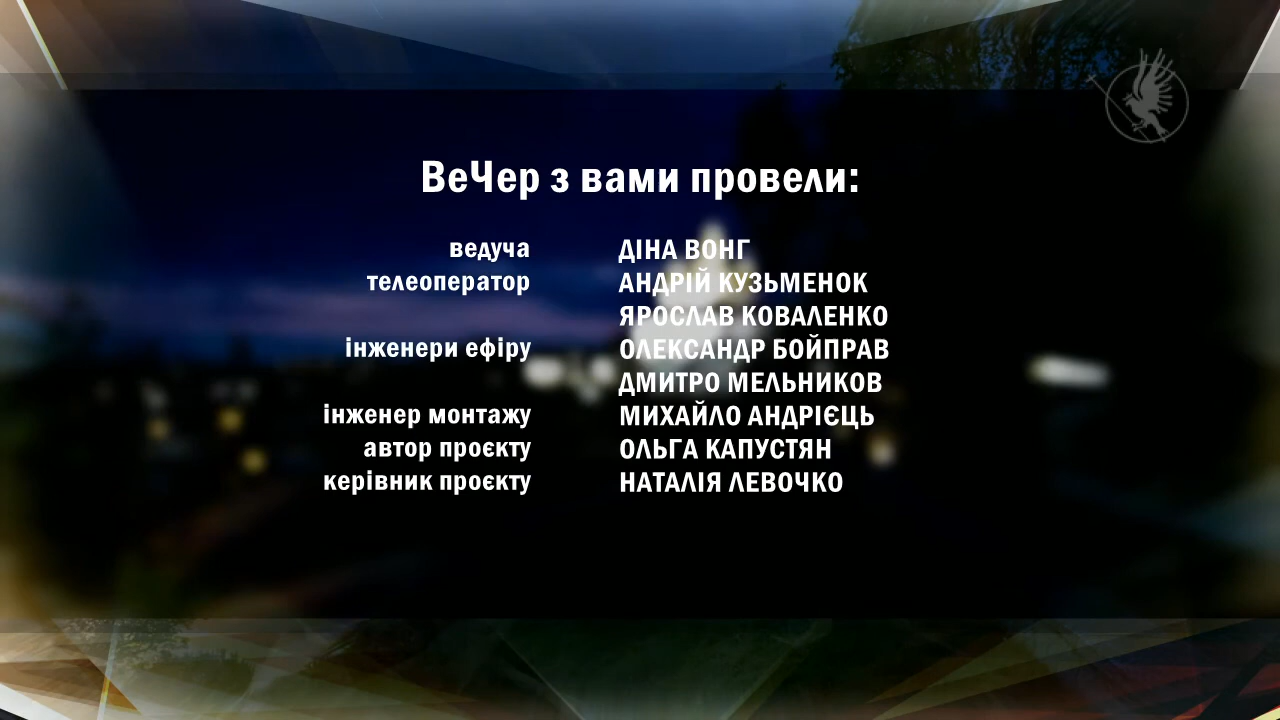 ВеЧер з вами провели:
ведуча ДІНА ВОНГ
телеоператор АНДРІЙ КУЗЬМЕНОК
ЯРОСЛАВ КОВАЛЕНКО
інженери ефіру ОЛЕКСАНДР БОЙПРАВ
ДМИТРО МЕЛЬНИКОВ
інженер монтажу МИХАЙЛО АНДРІЄЦЬ
автор проєкту ОЛЬГА КАПУСТЯН
керівник проєкту НАТАЛІЯ ЛЕВОЧКО